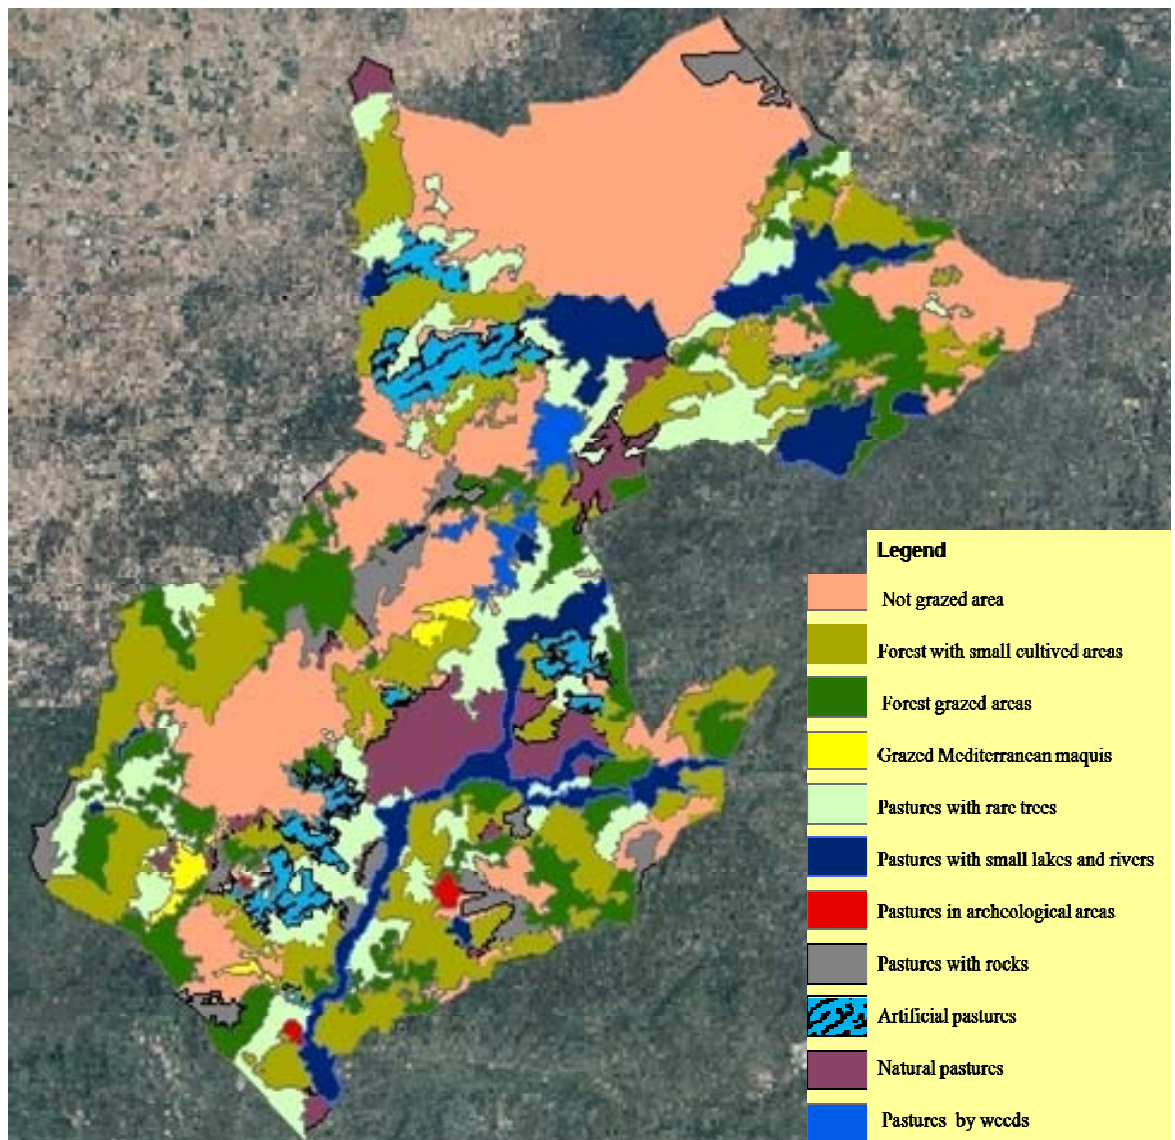 Legend
Not grazed area
Forest with small cultived areas
Forest grazed areas
Grazed Mediterranean maquis
Pastures with rare trees
Pastures with small lakes and rivers
Pastures in archeological areas
Pastures with rocks
Artificial pastures
Natural pastures
Pastures by weeds